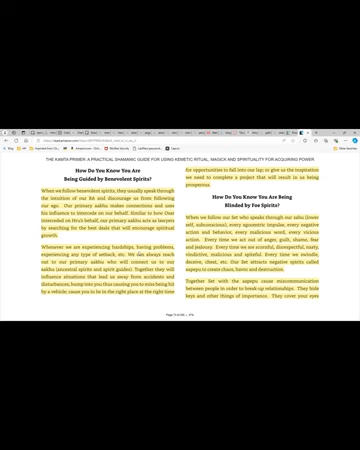 THE KAMTA PRIMER: A PRACTICAL SHAMANIC GUIDE FOR USING KEMETIC RITUAL, MAGICK AND SPIRITUALITY FOR ACQUIRING POWER
How Do You Know You Are
Being Guided by Benevolent Spirits?
When we follow benevolent spirits, they usually speak through
the intuition of our BA and discourage us from following
our ego. Our primary aakhu makes connections and uses
his influence to intercede on our behalf. Similar to how Osar
interceded on Hru's behalf, our primary aakhu acts as lawyers
by searching for the best deals that will encourage spiritual
growth.
Whenever we are experiencing hardships, having problems,
experiencing any type of setback, etc. We can always reach
out to our primary aakhu who will connect us to our
aakhu (ancestral spirits and spirit guides). Together they will
influence situations that lead us away from accidents and
disturbances, bump into you thus causing you to miss being hit
by a vehicle; cause you to be in the right place at the right time
for opportunities to fall into our lap; or give us the inspiration
we need to complete a project that will result in us being
prosperous.
How Do You Know You Are Being
Blinded by Foe Spirits?
When we follow our Set who speaks through our sahu (lower
self, subconscious), every egocentric impulse, every negative
action and behavior, every malicious word, every vicious
action. Every time we act out of anger, guilt, shame, fear
and jealousy. Every time we are scornful, disrespectful, nasty,
vindictive, malicious and spiteful. Every time we swindle,
deceive, cheat, etc. Our Set attracts negative spirits called
aapepu to create chaos, havoc and destruction.
Together Set with the aapepu cause miscommunication
between people in order to break-up relationships. They hide
keys and other things of importance. They cover your eyes